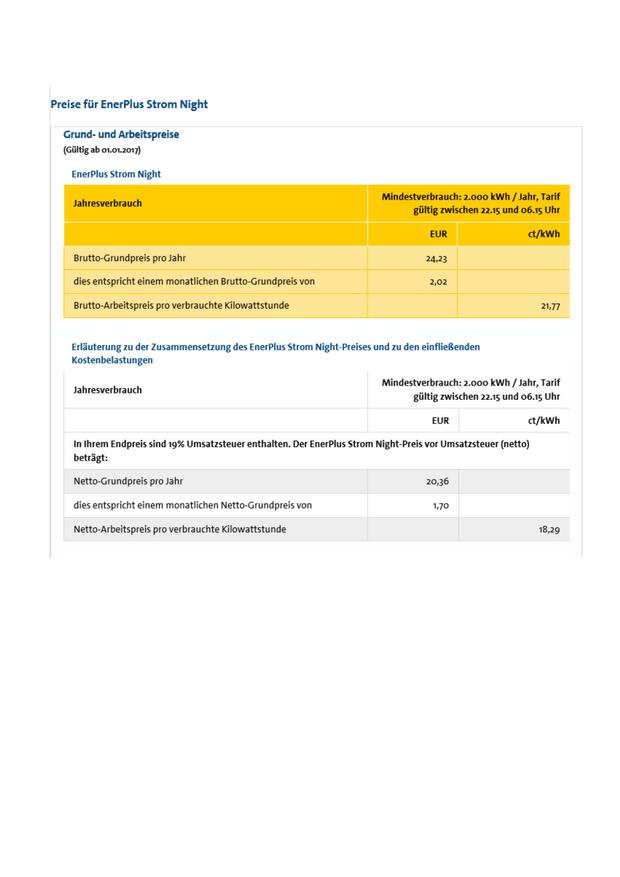 Preise für EnerPlus Strom Night
Grund- und Arbeitspreise
(Gültig ab 01.01.2017)
EnerPlus Strom Night
Jahresverbrauch
Mindestverbrauch: 2.000 kWh / Jahr, Tarif
gültig zwischen 22.15 und 06.15 Uhr
EUR ct/kWh
Brutto-Grundpreis pro Jahr 24,23
dies entspricht einem monatlichen Brutto-Grundpreis von 2,02
Brutto-Arbeitspreis pro verbrauchte Kilowattstunde 21,77
Erläuterung zu der Zusammensetzung des EnerPlus Strom Night-Preises und zu den einfließenden
Kostenbelastungen
Jahresverbrauch
Mindestverbrauch: 2.000 kWh / Jahr, Tarif
gültig zwischen 22.15 und 06.15 Uhr
EUR ct/kWh
In Ihrem Endpreis sind 19% Umsatzsteuer enthalten. Der EnerPlus Strom Night-Preis vor Umsatzsteuer (netto)
beträgt:
Netto-Grundpreis pro Jahr 20,36
dies entspricht einem monatlichen Netto-Grundpreis von 1,70
Netto-Arbeitspreis pro verbrauchte Kilowattstunde 18,29